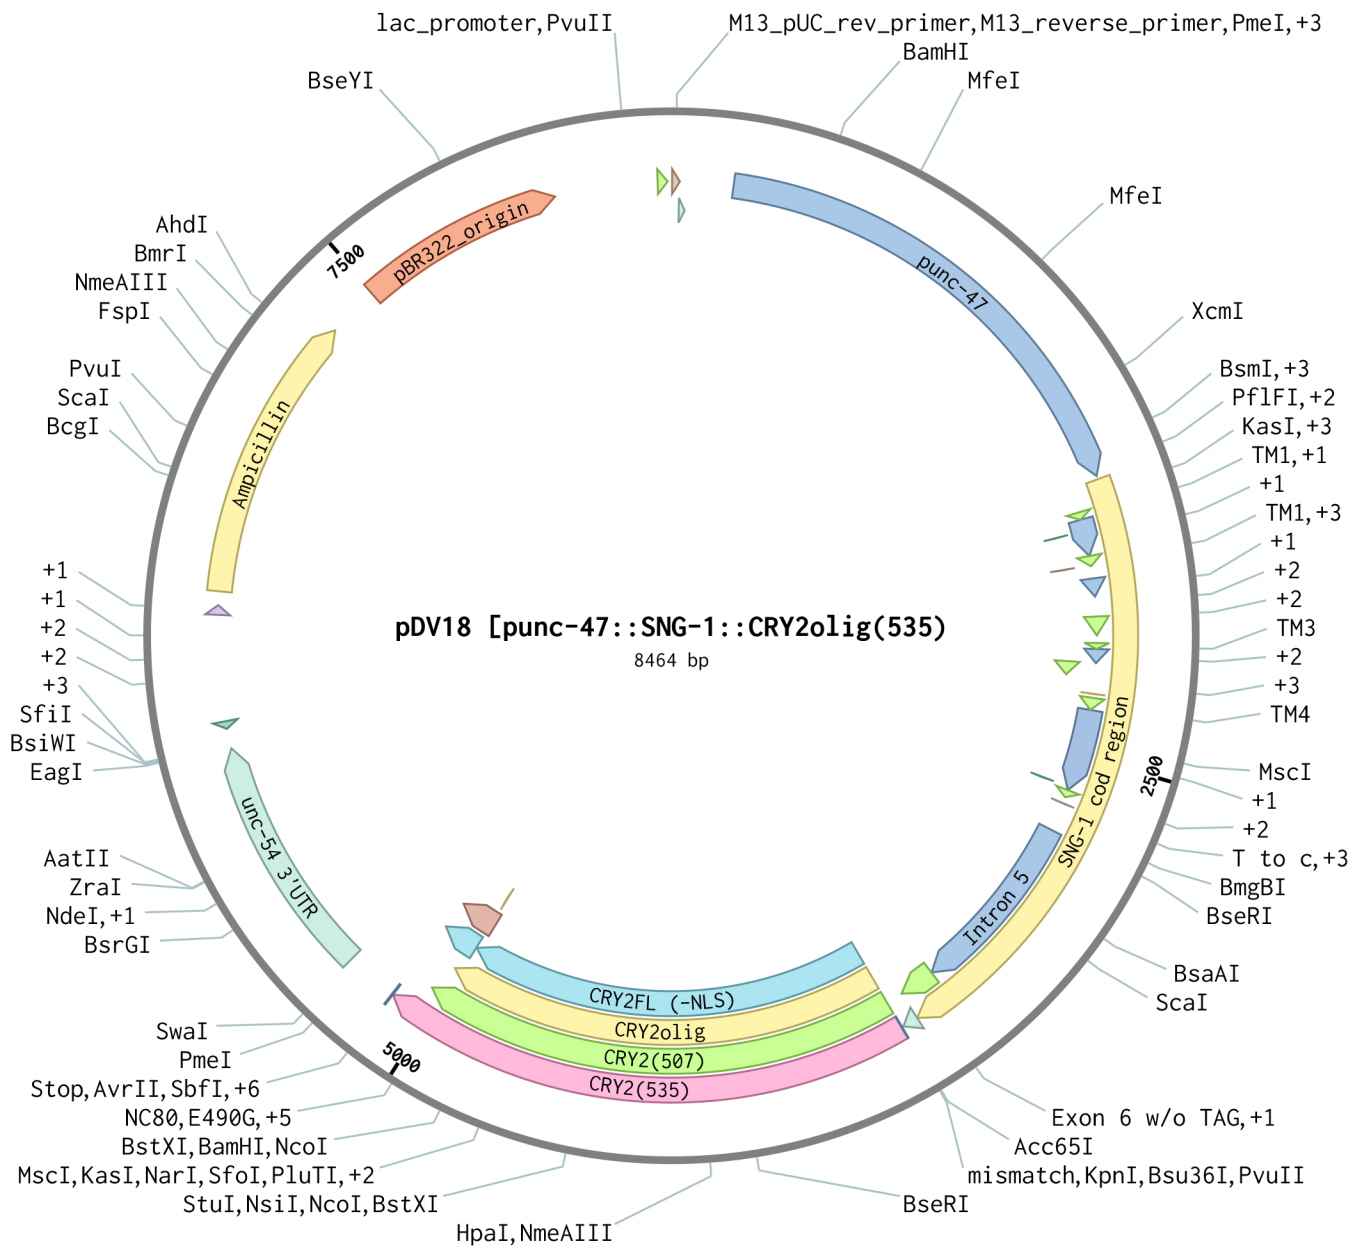 lac_promoter,PvuII
M13_pUC_rev_primer,M13_reverse_primer,PmeI,+3
BamHI
BseYI
MfeI
MfeI
AhdI
BmrI
NmeAIII
FspI
PvuI
ScaI
BcgI
7500
pBR322_origin
punc-47
XcmI
BsmI,+3
PflFI,+2
KasI,+3
TM1,+1
+1
TM1,+3
+1
+2
+2
TM3
+2
+3
TM4
Ampicillin
+1
+1
+2
+2
+3
SfiI
BsiWI
EagI
pDV18 [punc-47::SNG-1::CRY2olig(535)
8464 bp
2500
SNG-1 cod region
MscI
+1
+2
T to c,+3
BmgBI
BseRI
Intron 5
unc-54 3'UTR
AatII
ZraI
NdeI,+1
BsrGI
BsaAI
ScaI
CRY2FL (-NLS)
CRY2olig
CRY2(507)
CRY2(535)
5000
SwaI
PmeI
Stop,AvrII,SbfI,+6
NC80,E490G,+5
BstXI,BamHI,NcoI
MscI,KasI,NarI,SfoI,PluTI,+2
StuI,NsiI,NcoI,BstXI
HpaI,NmeAIII
Exon 6 w/o TAG,+1
Acc65I
mismatch,KpnI,Bsu36I,PvuII
BseRI